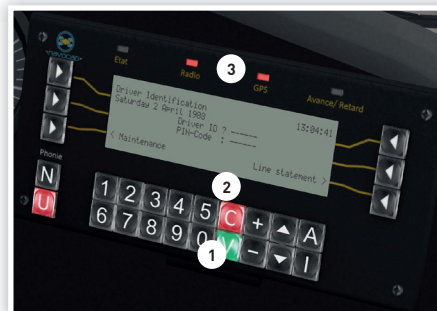 3
Etat
Radio
GPS
Avance/ Retard
Driver Identification 13:04:41
Saturday 2 April 1988
Driver ID ? -----
PIN-Code : -----
< Maintenance
Line statement >
Phonie
N
U
2
1 2 3 4 5 C + A
6 7 8 9 0 V - I
1